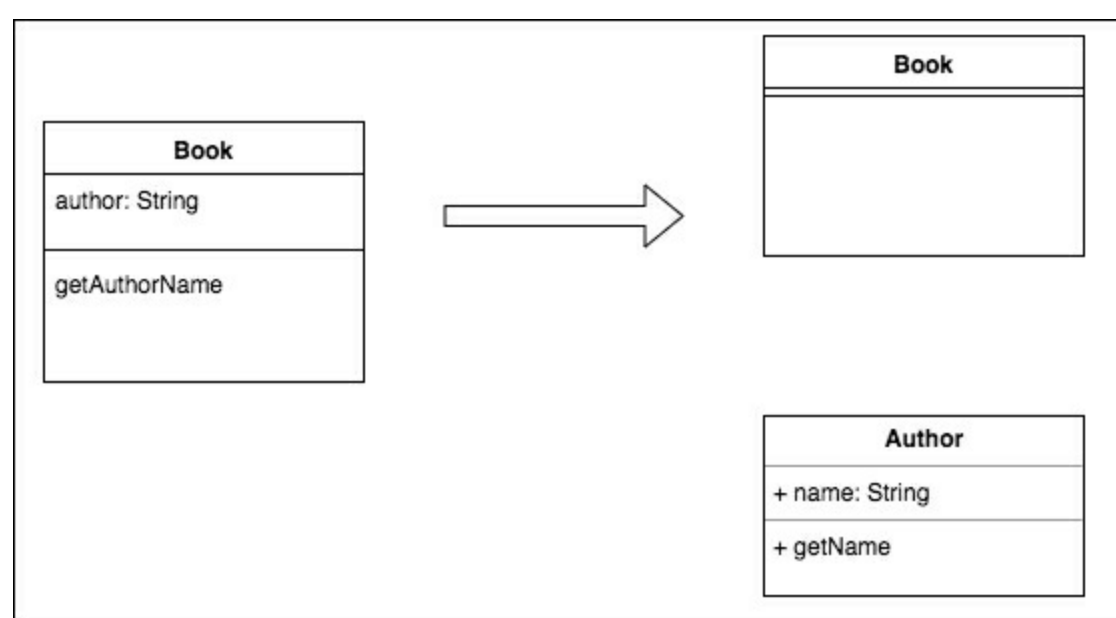 Book
author: String
getAuthorName
Book
Author
+ name: String
+ getName